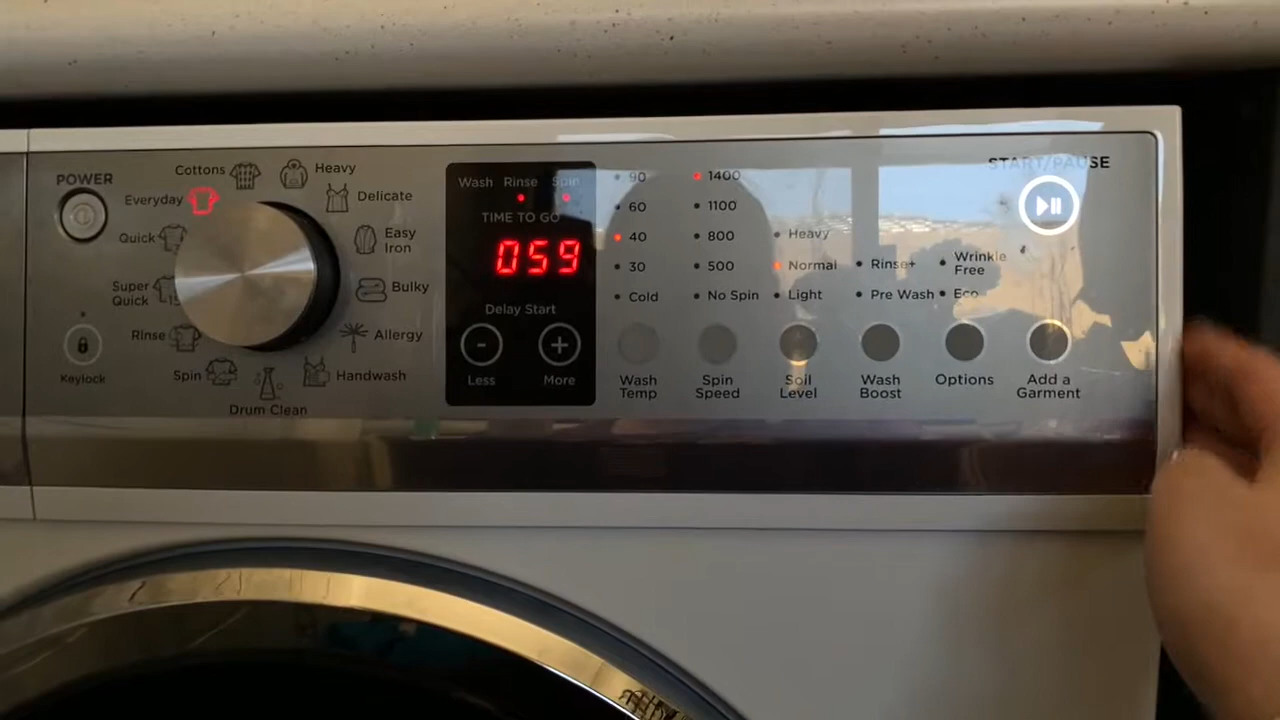 POWER
Cottons
Heavy
Everyday
Delicate
Quick
Easy
Iron
Super
Quick
15
Bulky
Rinse
Allergy
Keylock
Spin
Handwash
Drum Clean
Wash Rinse Spin
TIME TO GO
059
Delay Start
- +
Less More
90
60
40
30
Cold
Wash
Temp
1400
1100
800
500
No Spin
Spin
Speed
Heavy
Normal
Light
Soil
Level
Rinse+
Pre Wash
Wash
Boost
Wrinkle
Free
Eco
Options
Add a
Garment
START/PAUSE